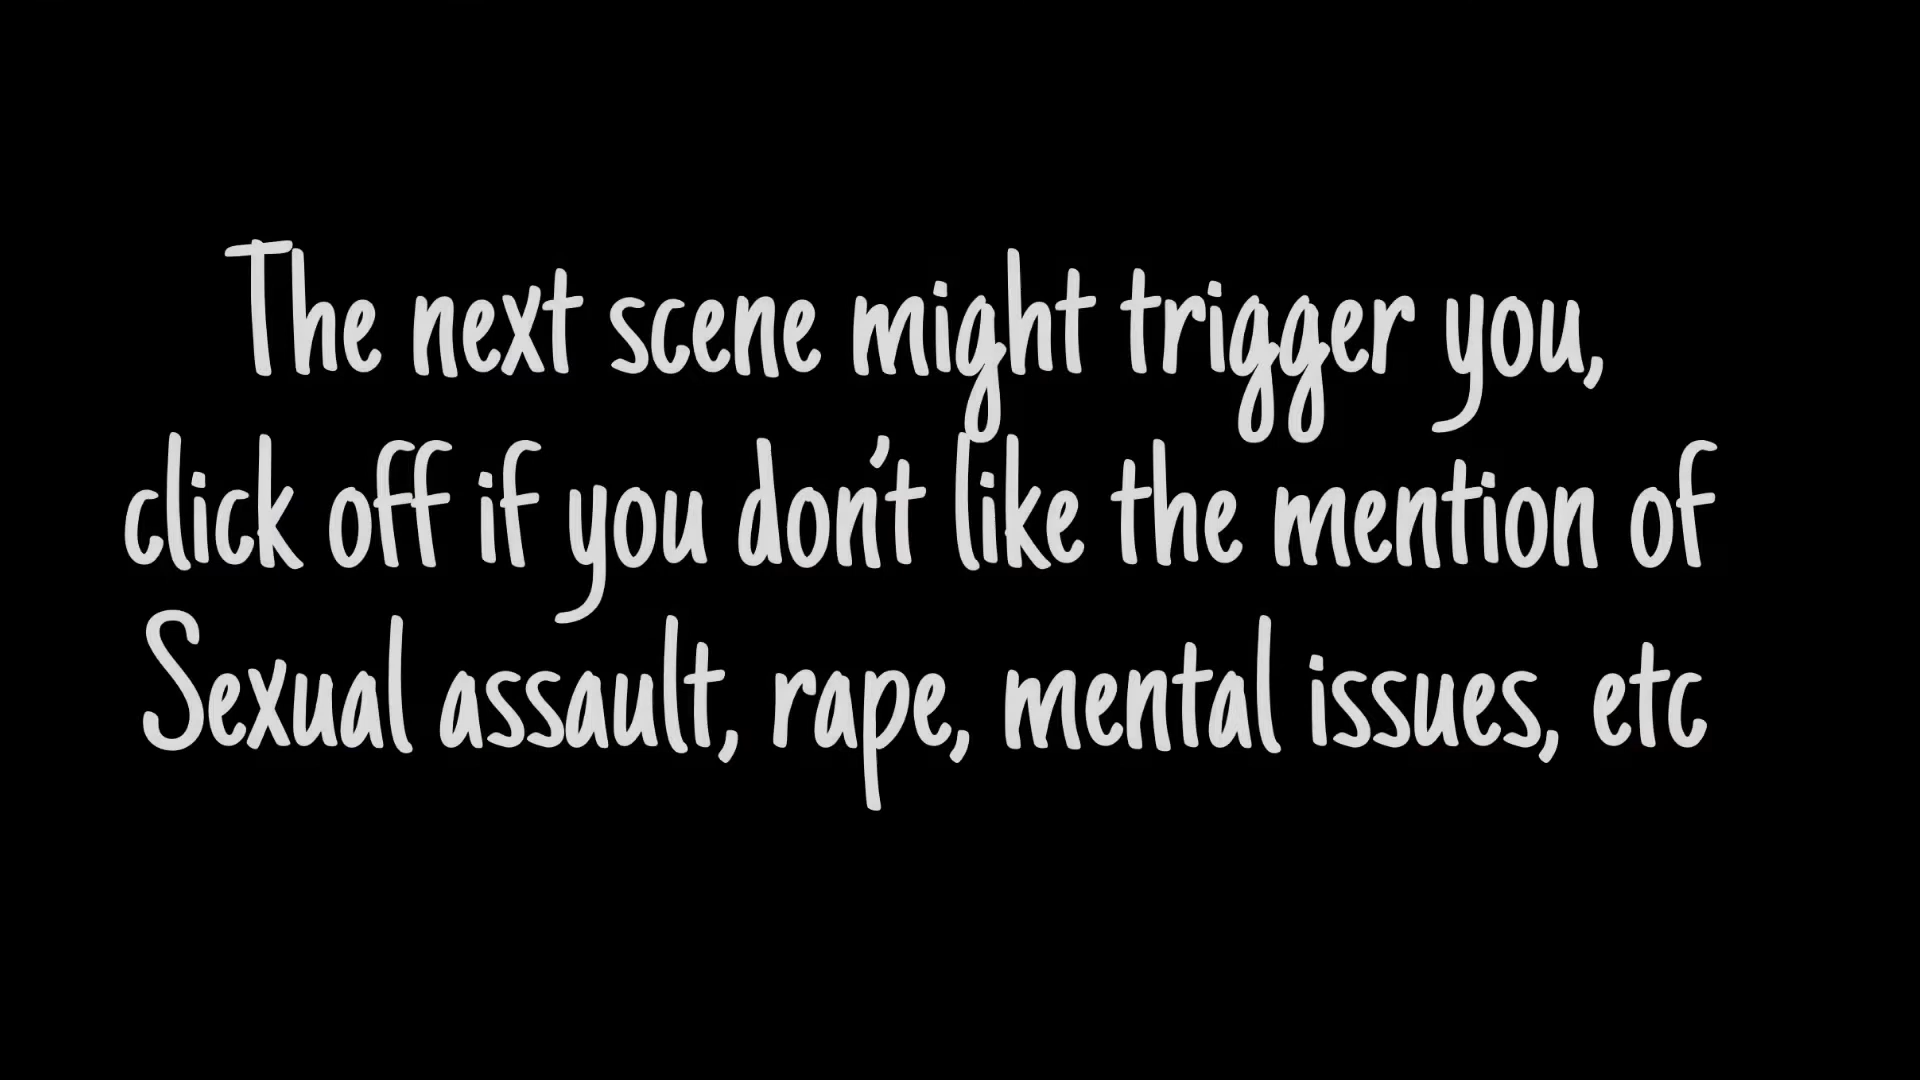 The next scene might trigger you,
click off if you don't like the mention of
Sexual assault, rape, mental issues, etc